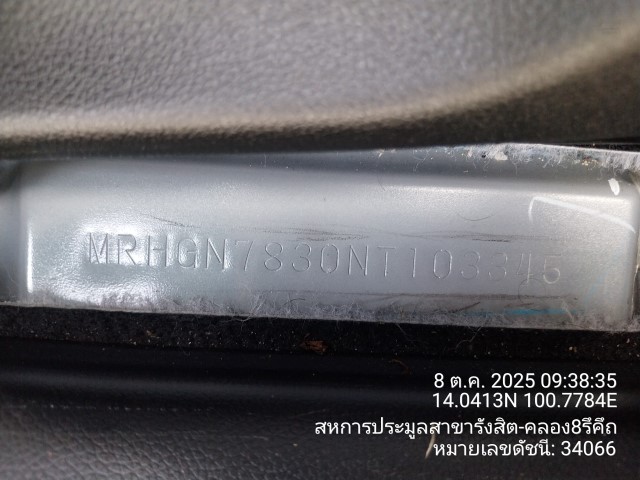 MRHGN7830NT103345
8 ต.ค. 2025 09:38:35
14.0413N 100.7784E
สหการประมูลสาขารังสิต-คลอง8รึคีถ
หมายเลขดัชนี: 34066